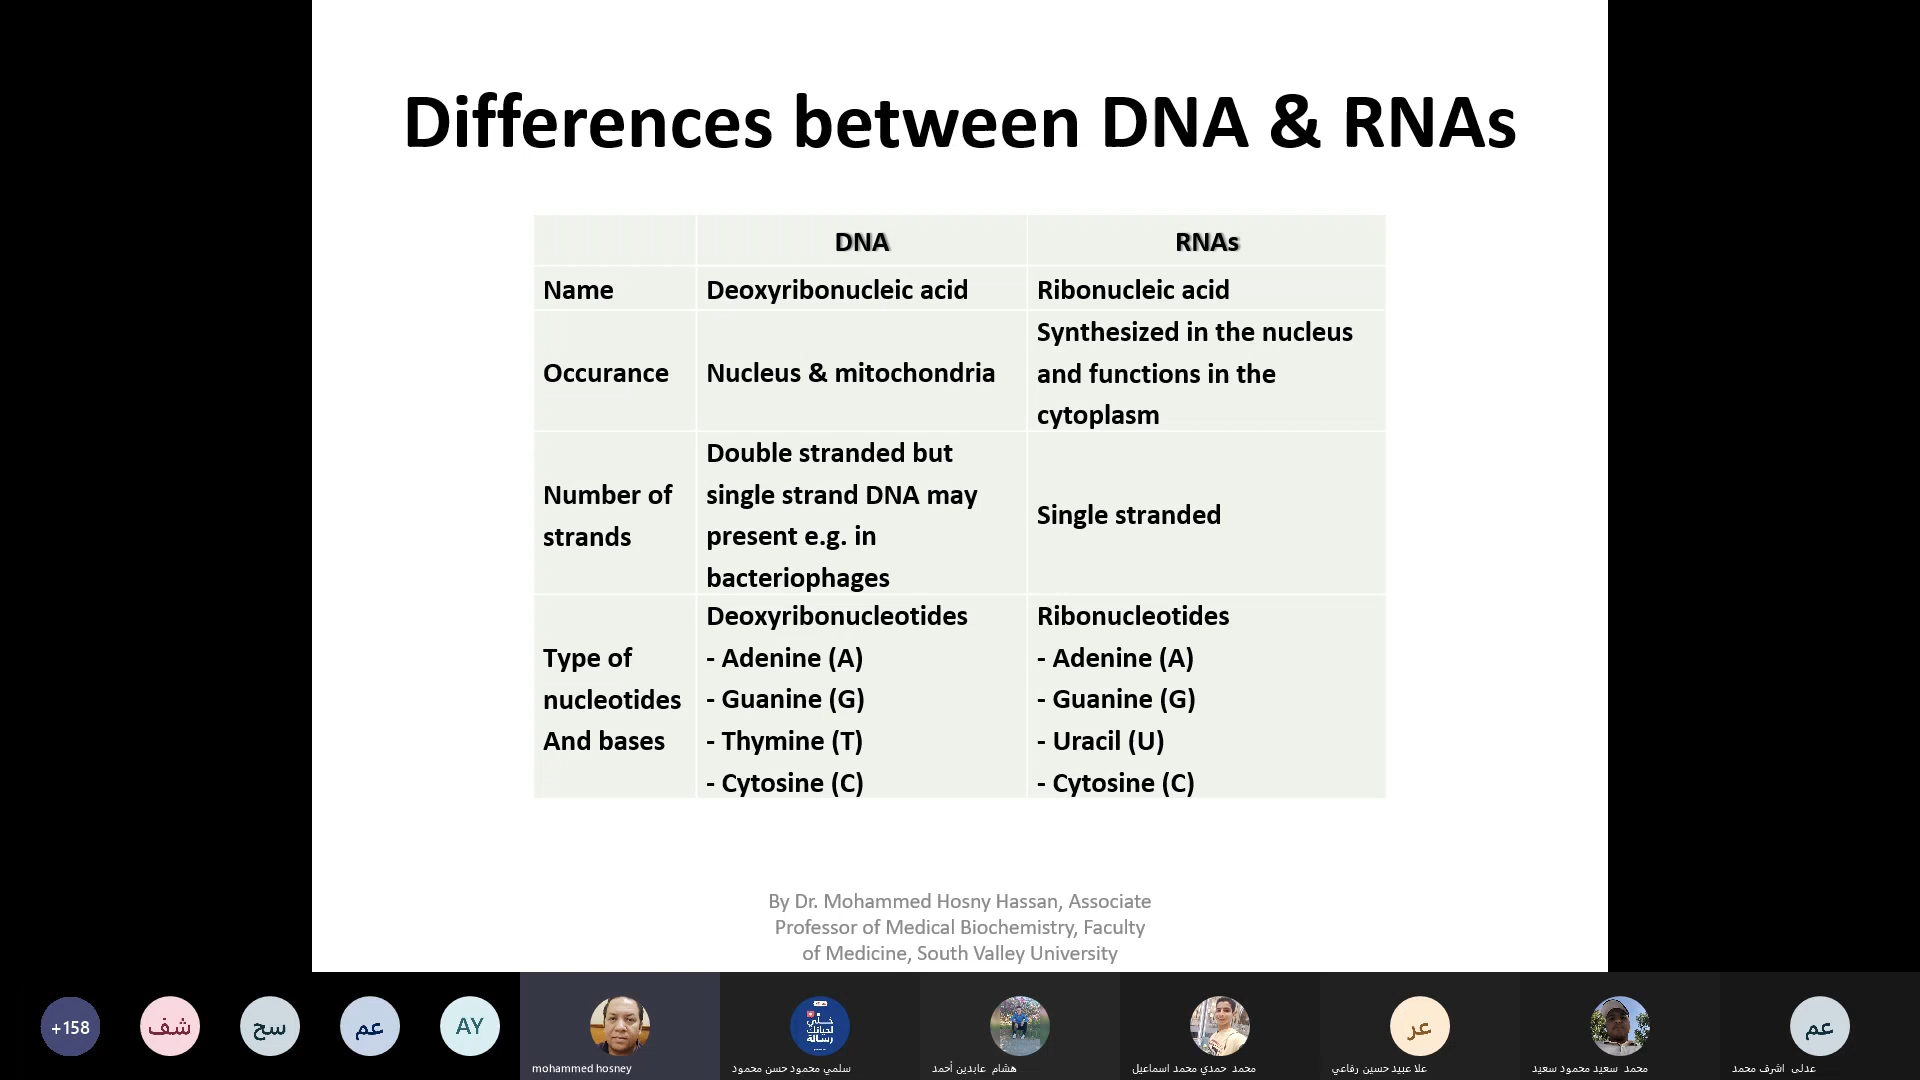 Differences between DNA & RNAs
DNA
RNAs
Name
Deoxyribonucleic acid
Ribonucleic acid
Occurance
Nucleus & mitochondria
Synthesized in the nucleus
and functions in the
cytoplasm
Number of
strands
Double stranded but
single strand DNA may
present e.g. in
bacteriophages
Single stranded
Type of
nucleotides
And bases
Deoxyribonucleotides
- Adenine (A)
- Guanine (G)
- Thymine (T)
- Cytosine (C)
Ribonucleotides
- Adenine (A)
- Guanine (G)
- Uracil (U)
- Cytosine (C)
By Dr. Mohammed Hosny Hassan, Associate
Professor of Medical Biochemistry, Faculty
of Medicine, South Valley University
+158
شف
سح
عم
AY
mohammed hosney
خلي
لحياتك
رسالة
سلمي محمود حسن محمود
هشام عابدين أحمد
محمد حمدي محمد اسماعيل
عر
علا عبيد حسين رفاعي
محمد سعيد محمود سعيد
عم
عدلى اشرف محمد